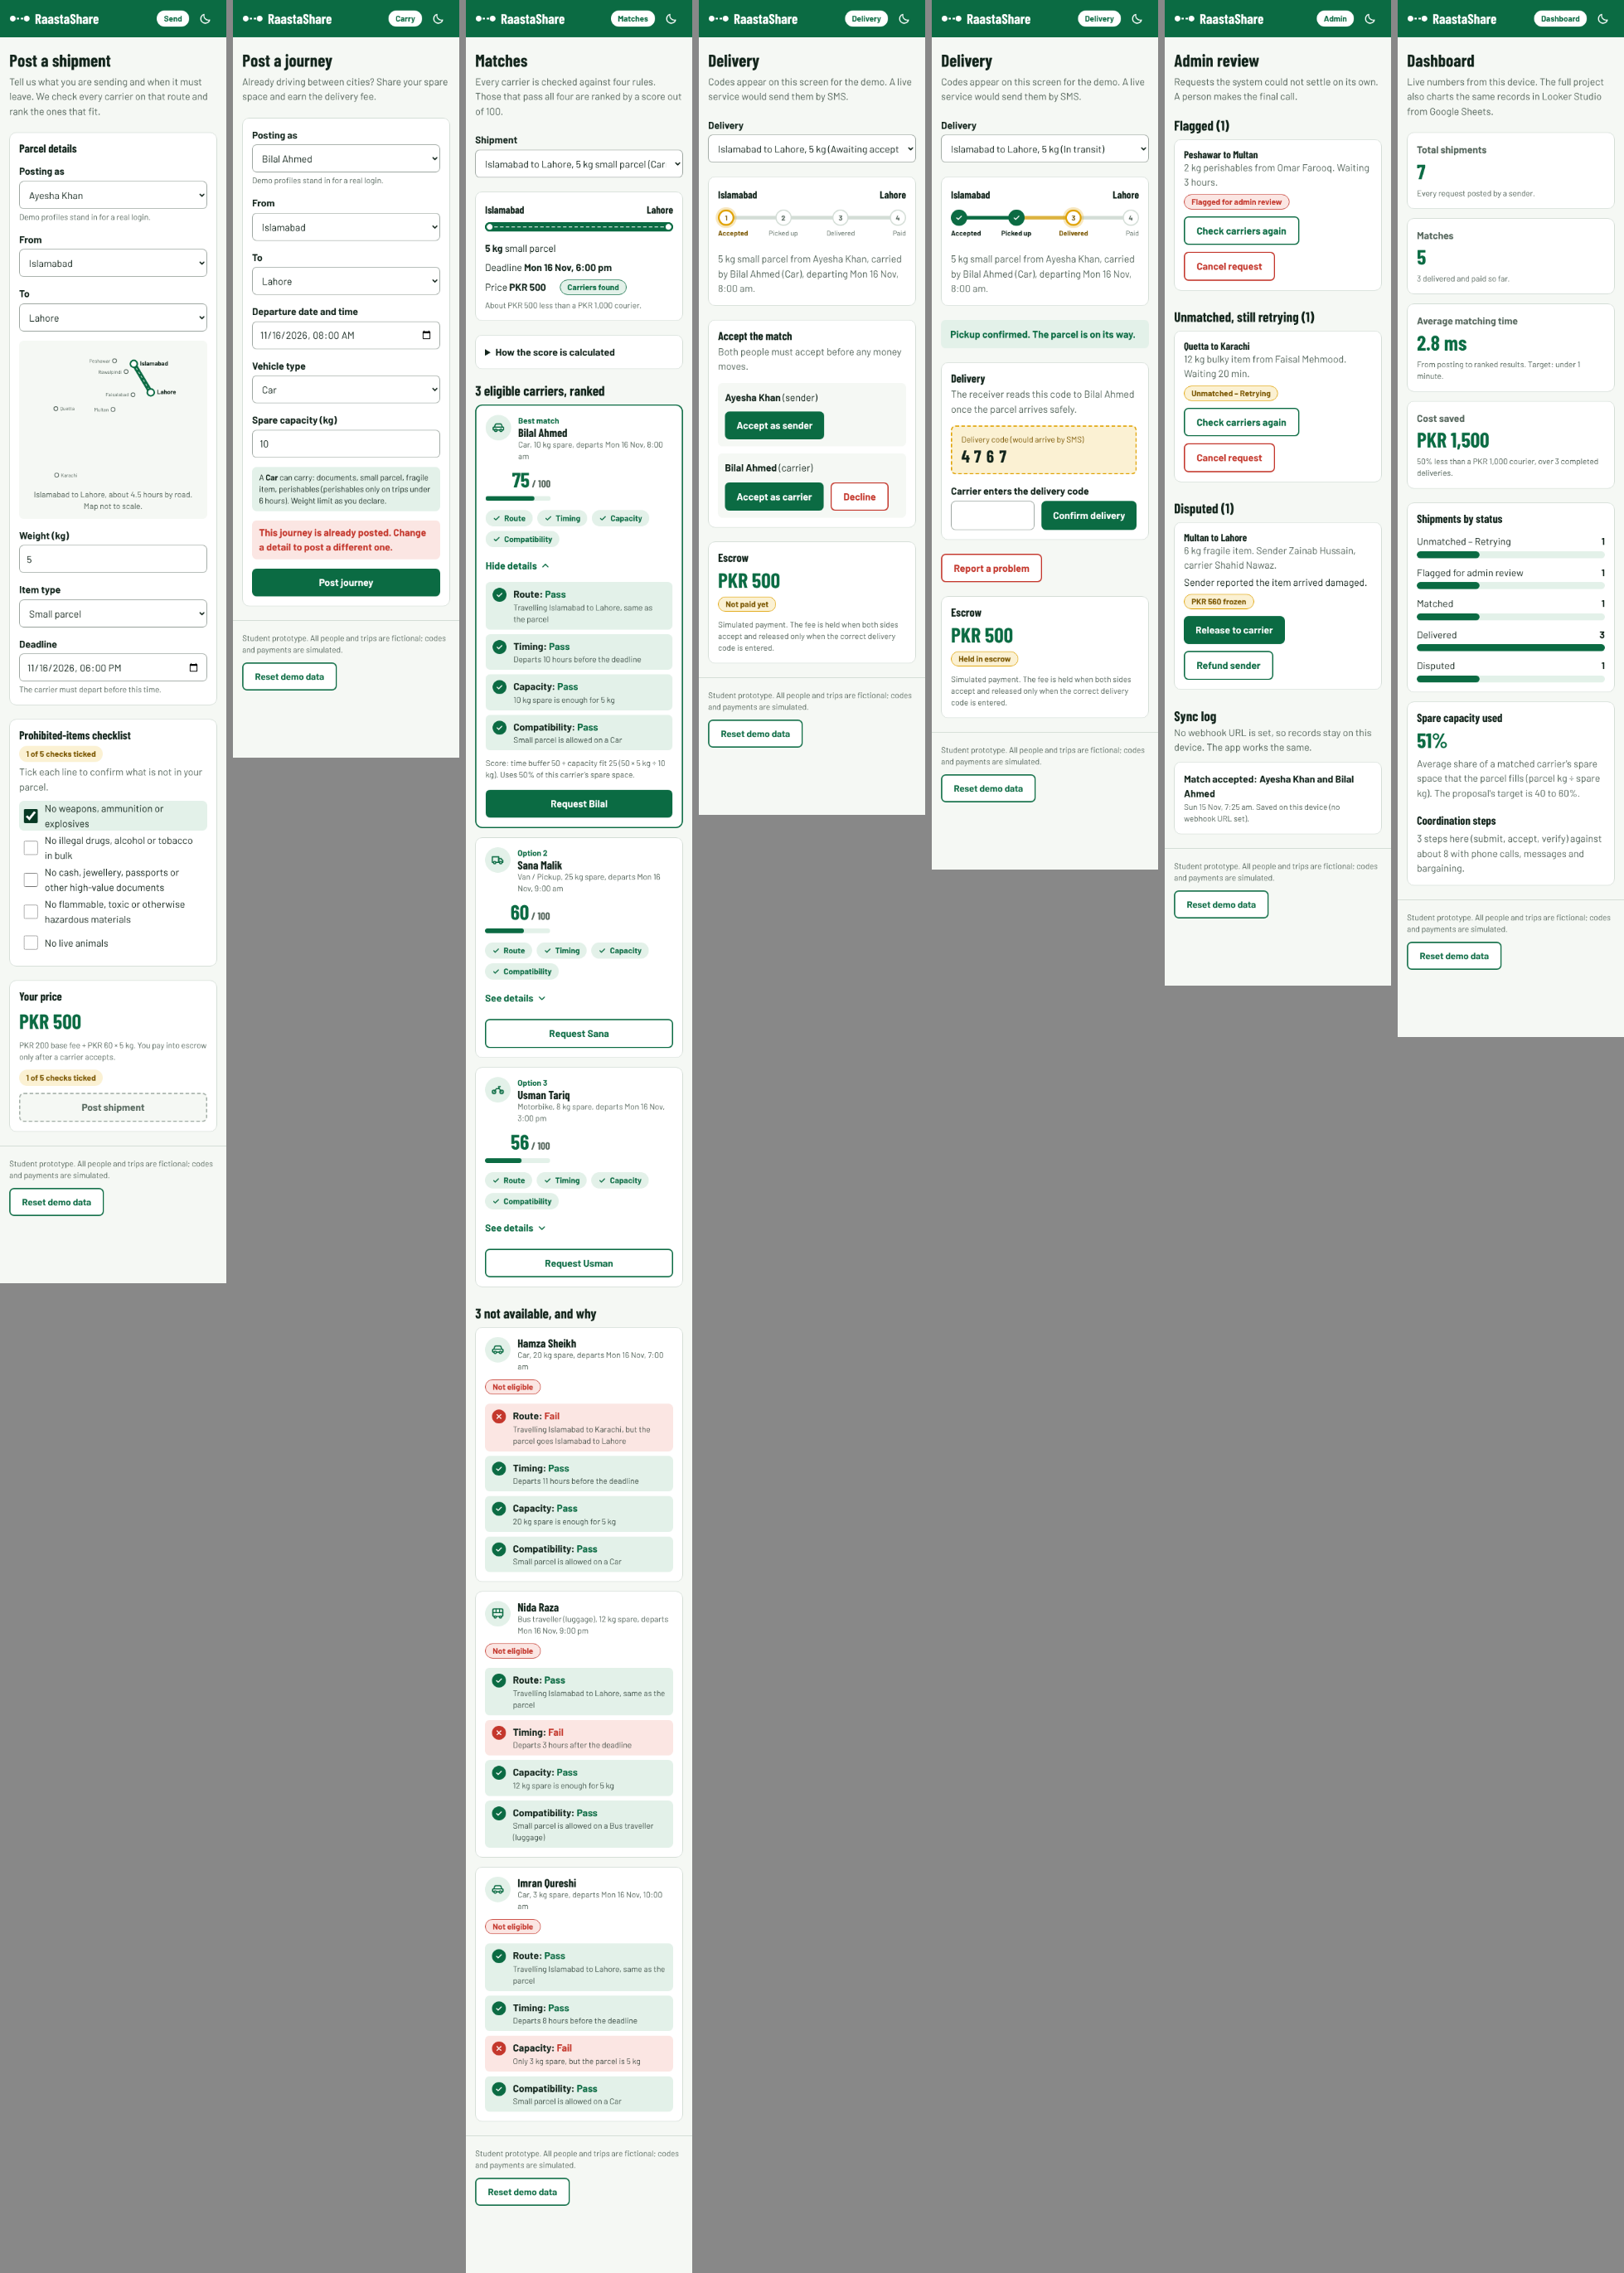 RaastaShare
Send
Post a shipment
Tell us what you are sending and when it must
leave. We check every carrier on that route and
rank the ones that fit.
Parcel details
Posting as
Ayesha Khan
Demo profiles stand in for a real login.
From
Islamabad
To
Lahore
Peshawar
Islamabad
Rawalpindi
Faisalabad
Lahore
Quetta
Multan
Karachi
Islamabad to Lahore, about 4.5 hours by road.
Map not to scale.
Weight (kg)
5
Item type
Small parcel
Deadline
11/16/2026, 06:00 PM
The carrier must depart before this time.
Prohibited-items checklist
1 of 5 checks ticked
Tick each line to confirm what is not in your
parcel.
No weapons, ammunition or
explosives
No illegal drugs, alcohol or tobacco
in bulk
No cash, jewellery, passports or
other high-value documents
No flammable, toxic or otherwise
hazardous materials
No live animals
Your price
PKR 500
PKR 200 base fee + PKR 60 × 5 kg. You pay into escrow
only after a carrier accepts.
1 of 5 checks ticked
Post shipment
Student prototype. All people and trips are fictional; codes
and payments are simulated.
Reset demo data
RaastaShare
Carry
Post a journey
Already driving between cities? Share your spare
space and earn the delivery fee.
Posting as
Bilal Ahmed
Demo profiles stand in for a real login.
From
Islamabad
To
Lahore
Departure date and time
11/16/2026, 08:00 AM
Vehicle type
Car
Spare capacity (kg)
10
A Car can carry: documents, small parcel, fragile
item, perishables (perishables only on trips under
6 hours). Weight limit as you declare.
This journey is already posted. Change
a detail to post a different one.
Post journey
Student prototype. All people and trips are fictional; codes
and payments are simulated.
Reset demo data
RaastaShare
Matches
Matches
Every carrier is checked against four rules.
Those that pass all four are ranked by a score out
of 100.
Shipment
Islamabad to Lahore, 5 kg small parcel (Car
Islamabad
Lahore
5 kg small parcel
Deadline Mon 16 Nov, 6:00 pm
Price PKR 500
Carriers found
About PKR 500 less than a PKR 1,000 courier.
How the score is calculated
3 eligible carriers, ranked
Best match
Bilal Ahmed
Car, 10 kg spare, departs Mon 16 Nov, 8:00
am
75 / 100
Route
Timing
Capacity
Compatibility
Hide details
Route: Pass
Travelling Islamabad to Lahore, same as
the parcel
Timing: Pass
Departs 10 hours before the deadline
Capacity: Pass
10 kg spare is enough for 5 kg
Compatibility: Pass
Small parcel is allowed on a Car
Score: time buffer 50 + capacity fit 25 (50 × 5 kg ÷ 10
kg). Uses 50% of this carrier's spare space.
Request Bilal
Option 2
Sana Malik
Van / Pickup, 25 kg spare, departs Mon 16
Nov, 9:00 am
60 / 100
Route
Timing
Capacity
Compatibility
See details
Request Sana
Option 3
Usman Tariq
Motorbike, 8 kg spare, departs Mon 16 Nov,
3:00 pm
56 / 100
Route
Timing
Capacity
Compatibility
See details
Request Usman
3 not available, and why
Hamza Sheikh
Car, 20 kg spare, departs Mon 16 Nov, 7:00
am
Not eligible
Route: Fail
Travelling Islamabad to Karachi, but the
parcel goes Islamabad to Lahore
Timing: Pass
Departs 11 hours before the deadline
Capacity: Pass
20 kg spare is enough for 5 kg
Compatibility: Pass
Small parcel is allowed on a Car
Nida Raza
Bus traveller (luggage), 12 kg spare, departs
Mon 16 Nov, 9:00 pm
Not eligible
Route: Pass
Travelling Islamabad to Lahore, same as the
parcel
Timing: Fail
Departs 3 hours after the deadline
Capacity: Pass
12 kg spare is enough for 5 kg
Compatibility: Pass
Small parcel is allowed on a Bus traveller
(luggage)
Imran Qureshi
Car, 3 kg spare, departs Mon 16 Nov, 10:00
am
Not eligible
Route: Pass
Travelling Islamabad to Lahore, same as the
parcel
Timing: Pass
Departs 8 hours before the deadline
Capacity: Fail
Only 3 kg spare, but the parcel is 5 kg
Compatibility: Pass
Small parcel is allowed on a Car
Student prototype. All people and trips are fictional; codes
and payments are simulated.
Reset demo data
RaastaShare
Delivery
Delivery
Codes appear on this screen for the demo. A live
service would send them by SMS.
Delivery
Islamabad to Lahore, 5 kg (Awaiting accept
Islamabad
Lahore
1
2
3
4
Accepted
Picked up
Delivered
Paid
5 kg small parcel from Ayesha Khan, carried
by Bilal Ahmed (Car), departing Mon 16 Nov,
8:00 am.
Accept the match
Both people must accept before any money
moves.
Ayesha Khan (sender)
Accept as sender
Bilal Ahmed (carrier)
Accept as carrier
Decline
Escrow
PKR 500
Not paid yet
Simulated payment. The fee is held when both sides
accept and released only when the correct delivery
code is entered.
Student prototype. All people and trips are fictional; codes
and payments are simulated.
Reset demo data
RaastaShare
Delivery
Delivery
Codes appear on this screen for the demo. A live
service would send them by SMS.
Delivery
Islamabad to Lahore, 5 kg (In transit)
Islamabad
Lahore
3
4
Accepted
Picked up
Delivered
Paid
5 kg small parcel from Ayesha Khan, carried
by Bilal Ahmed (Car), departing Mon 16 Nov,
8:00 am.
Pickup confirmed. The parcel is on its way.
Delivery
The receiver reads this code to Bilal Ahmed
once the parcel arrives safely.
Delivery code (would arrive by SMS)
4767
Carrier enters the delivery code
Confirm delivery
Report a problem
Escrow
PKR 500
Held in escrow
Simulated payment. The fee is held when both sides
accept and released only when the correct delivery
code is entered.
Student prototype. All people and trips are fictional; codes
and payments are simulated.
Reset demo data
RaastaShare
Admin
Admin review
Requests the system could not settle on its own.
A person makes the final call.
Flagged (1)
Peshawar to Multan
2 kg perishables from Omar Farooq. Waiting
3 hours.
Flagged for admin review
Check carriers again
Cancel request
Unmatched, still retrying (1)
Quetta to Karachi
12 kg bulky item from Faisal Mehmood.
Waiting 20 min.
Unmatched – Retrying
Check carriers again
Cancel request
Disputed (1)
Multan to Lahore
6 kg fragile item. Sender Zainab Hussain,
carrier Shahid Nawaz.
Sender reported the item arrived damaged.
PKR 560 frozen
Release to carrier
Refund sender
Sync log
No webhook URL is set, so records stay on this
device. The app works the same.
Match accepted: Ayesha Khan and Bilal
Ahmed
Sun 15 Nov, 7:25 am. Saved on this device (no
webhook URL set).
Student prototype. All people and trips are fictional; codes
and payments are simulated.
Reset demo data
RaastaShare
Dashboard
Dashboard
Live numbers from this device. The full project
also charts the same records in Looker Studio
from Google Sheets.
Total shipments
7
Every request posted by a sender.
Matches
5
3 delivered and paid so far.
Average matching time
2.8 ms
From posting to ranked results. Target: under 1
minute.
Cost saved
PKR 1,500
50% less than a PKR 1,000 courier, over 3 completed
deliveries.
Shipments by status
Unmatched – Retrying 1
Flagged for admin review 1
Matched 1
Delivered 3
Disputed 1
Spare capacity used
51%
Average share of a matched carrier's spare
space that the parcel fills (parcel kg ÷ spare
kg). The proposal's target is 40 to 60%.
Coordination steps
3 steps here (submit, accept, verify) against
about 8 with phone calls, messages and
bargaining.
Student prototype. All people and trips are fictional; codes
and payments are simulated.
Reset demo data